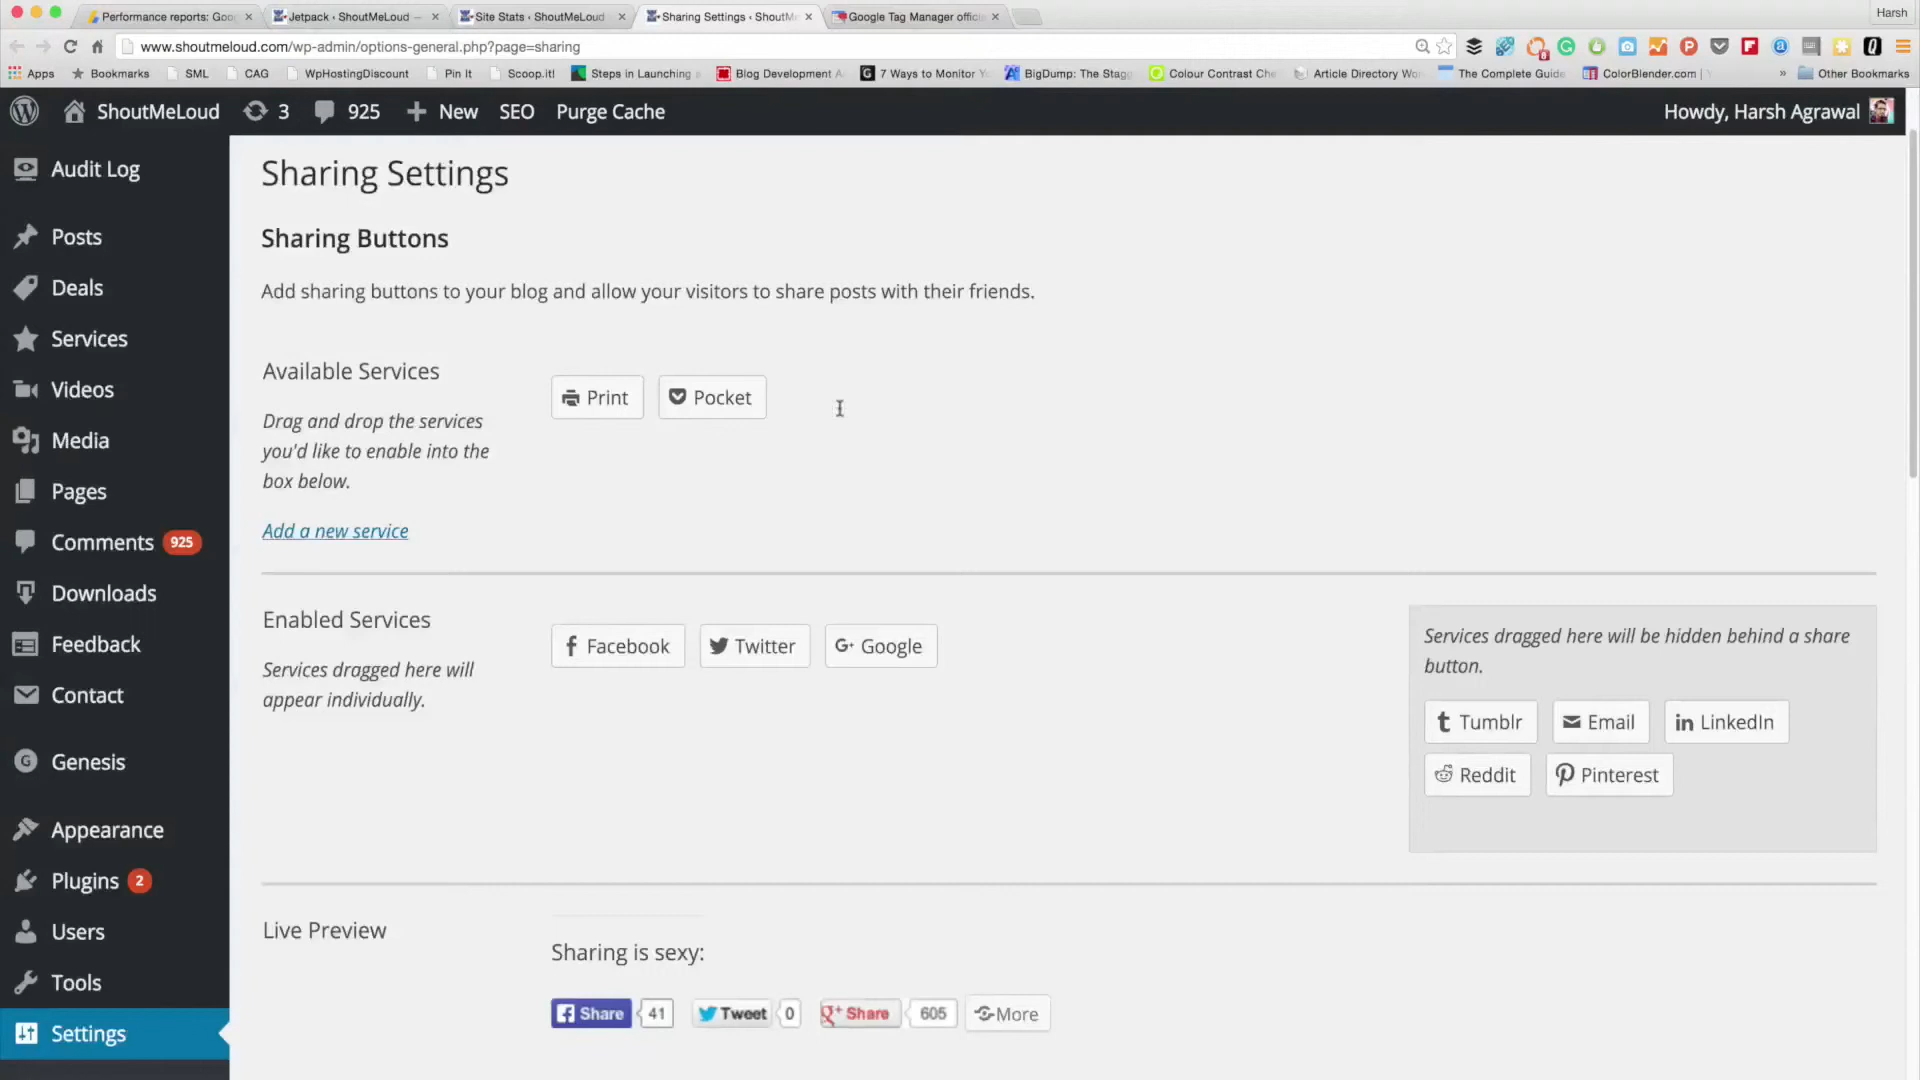 Performance reports: Goog
Jetpack ‹ ShoutMeLoud —
Site Stats ‹ ShoutMeLoud
Sharing Settings ‹ ShoutM
Google Tag Manager offici
Harsh
www.shoutmeloud.com/wp-admin/options-general.php?page=sharing
Apps
Bookmarks
SML
CAG
WpHostingDiscount
Pin It
Scoop.it!
Steps in Launching
Blog Development A
7 Ways to Monitor Y
BigDump: The Stagg
Colour Contrast Che
Article Directory Wor
The Complete Guide
ColorBlender.com |
»
Other Bookmarks
ShoutMeLoud
3
925
+ New
SEO
Purge Cache
Howdy, Harsh Agrawal
Audit Log
Posts
Deals
Services
Videos
Media
Pages
Comments 925
Downloads
Feedback
Contact
Genesis
Appearance
Plugins 2
Users
Tools
Settings
Sharing Settings
Sharing Buttons
Add sharing buttons to your blog and allow your visitors to share posts with their friends.
Available Services
Drag and drop the services
you'd like to enable into the
box below.
Add a new service
Print
Pocket
Enabled Services
Services dragged here will
appear individually.
Facebook
Twitter
G+ Google
Services dragged here will be hidden behind a share
button.
Tumblr
Email
LinkedIn
Reddit
Pinterest
Live Preview
Sharing is sexy:
Share 41
Tweet 0
Share 605
More